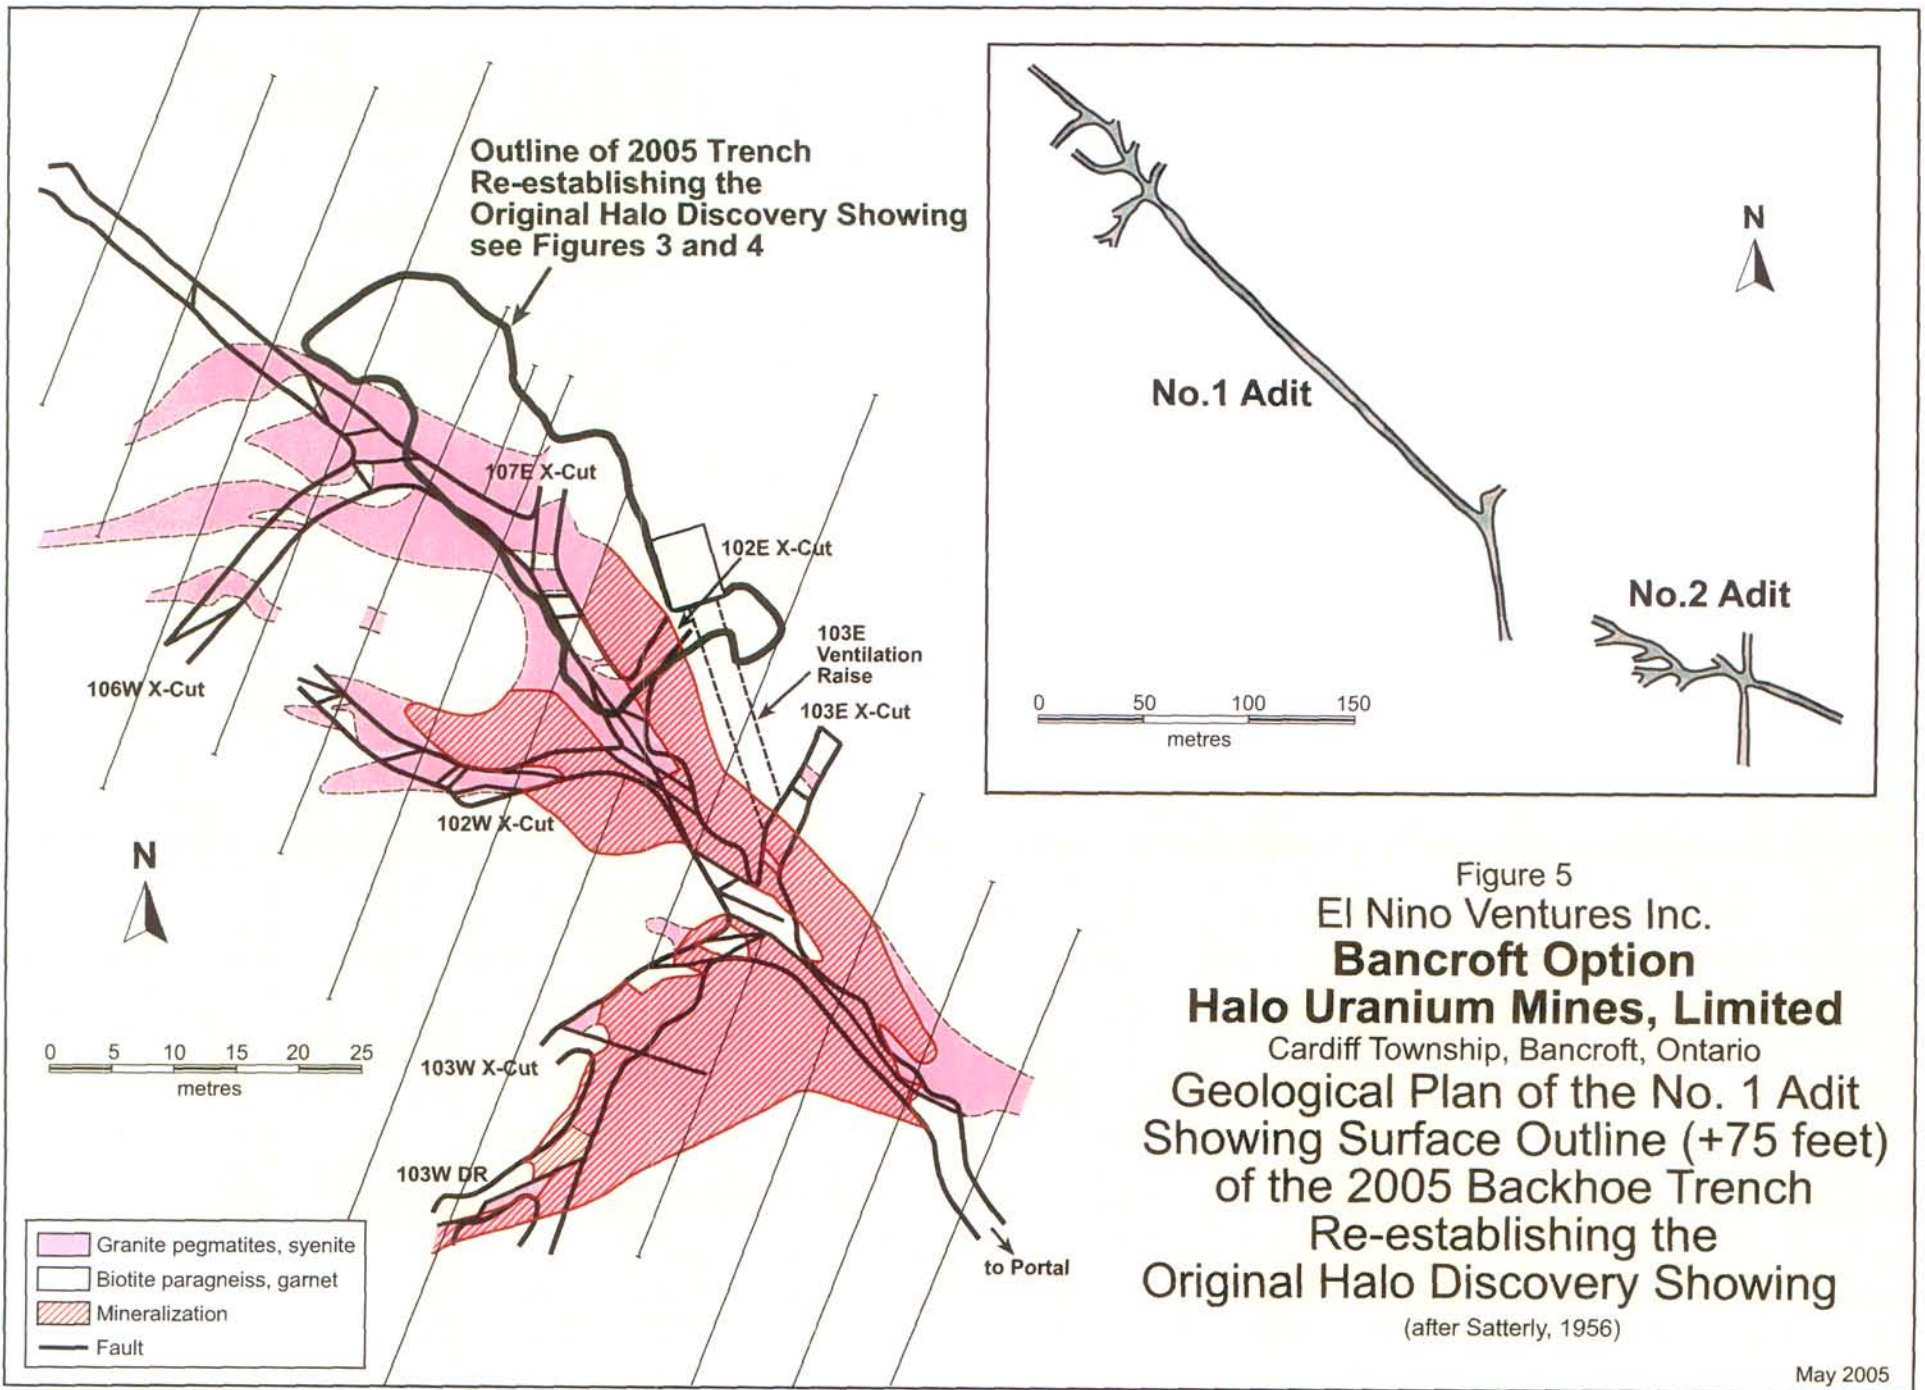 Outline of 2005 Trench
Re-establishing the
Original Halo Discovery Showing
see Figures 3 and 4
107E X-Cut
102E X-Cut
103E
Ventilation
Raise
103E X-Cut
106W X-Cut
102W X-Cut
N
0 5 10 15 20 25
metres
103W X-Cut
103W DR
to Portal
Granite pegmatites, syenite
Biotite paragneiss, garnet
Mineralization
Fault
N
No.1 Adit
No.2 Adit
0 50 100 150
metres
Figure 5
El Nino Ventures Inc.
Bancroft Option
Halo Uranium Mines, Limited
Cardiff Township, Bancroft, Ontario
Geological Plan of the No. 1 Adit
Showing Surface Outline (+75 feet)
of the 2005 Backhoe Trench
Re-establishing the
Original Halo Discovery Showing
(after Satterly, 1956)
May 2005